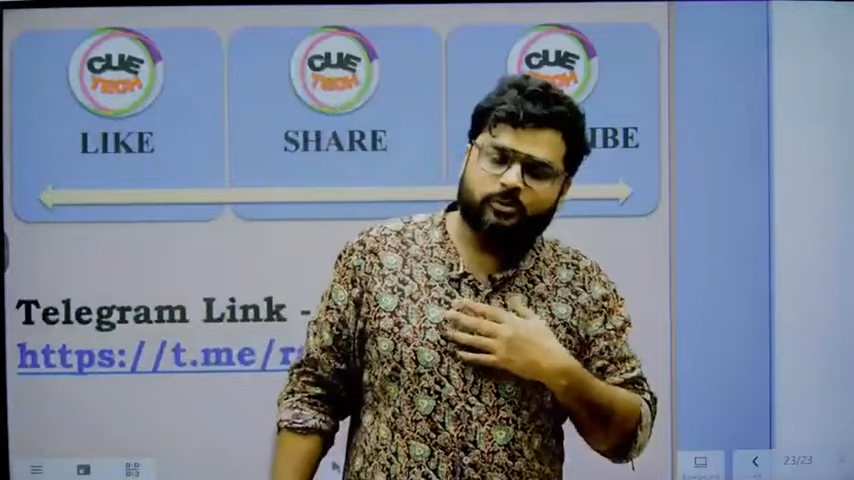 CUE TECH
CUE TECH
CUE TECH
LIKE
SHARE
IBE
Telegram Link -
https://t.me/r
23/23